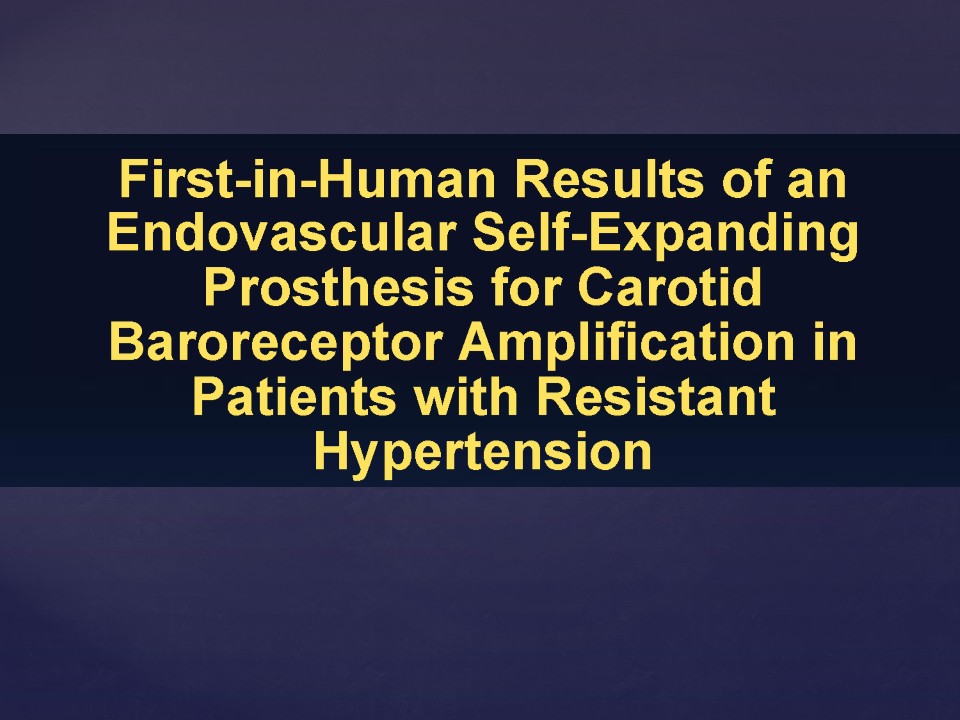 First-in-Human Results of an
Endovascular Self-Expanding
Prosthesis for Carotid
Baroreceptor Amplification in
Patients with Resistant
Hypertension